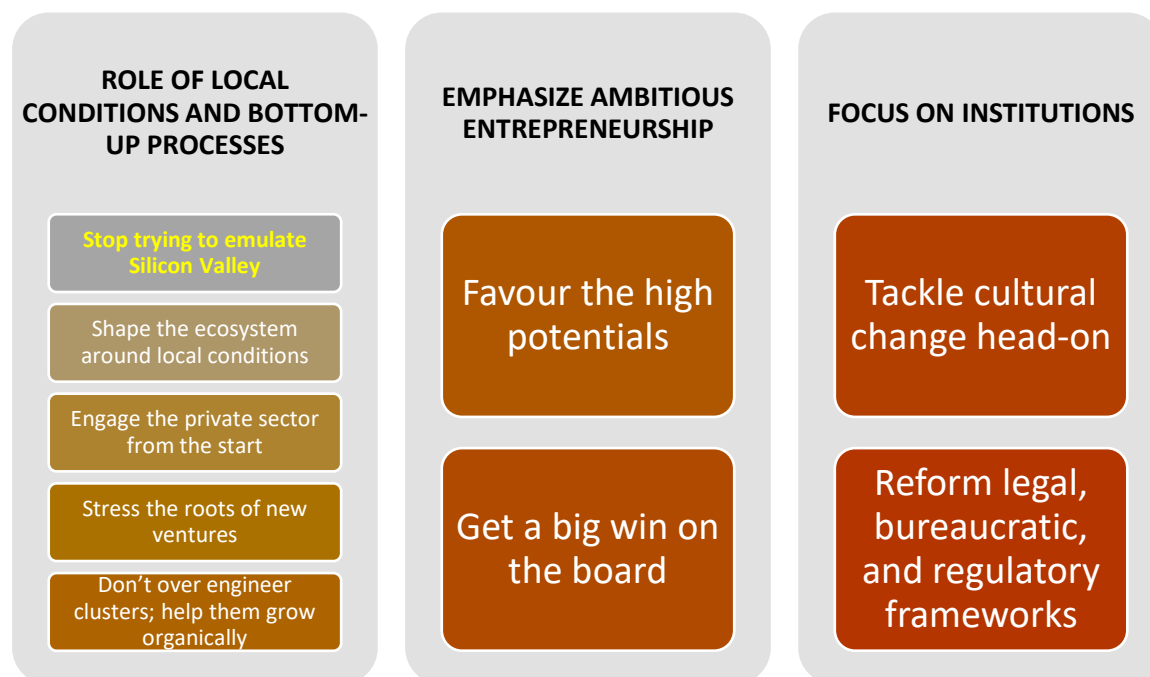 ROLE OF LOCAL
CONDITIONS AND BOTTOM-
UP PROCESSES
Stop trying to emulate
Silicon Valley
Shape the ecosystem
around local conditions
Engage the private sector
from the start
Stress the roots of new
ventures
Don’t over engineer
clusters; help them grow
organically
EMPHASIZE AMBITIOUS
ENTREPRENEURSHIP
Favour the high
potentials
Get a big win on
the board
FOCUS ON INSTITUTIONS
Tackle cultural
change head-on
Reform legal,
bureaucratic,
and regulatory
frameworks